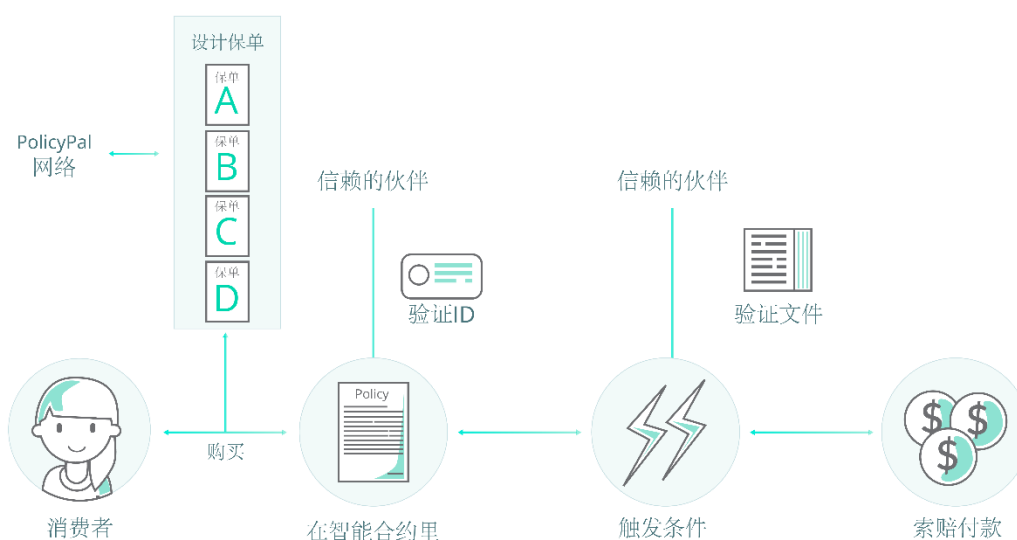 设计保单
保单
A
保单
B
保单
C
保单
D
PolicyPal
网络
信赖的伙伴
信赖的伙伴
验证ID
验证文件
Policy
购买
$
$
$
消费者
在智能合约里
触发条件
索赔付款